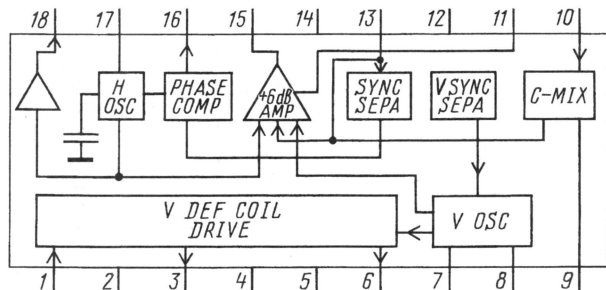 18 17 16 15 14 13 12 11 10
H
OSC
PHASE
COMP
+6dB
AMP
SYNC
SEPA
VSYNC
SEPA
C-MIX
V DEF COIL
DRIVE
V OSC
1 2 3 4 5 6 7 8 9